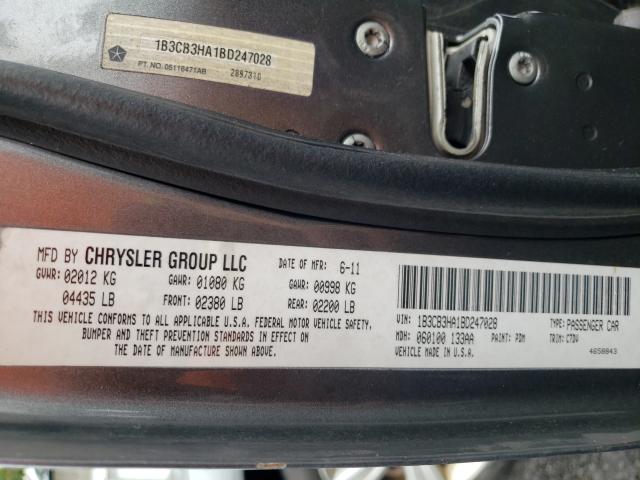 1B3CB3HA1BD247028
PT. NO. 05116471AB 2897310
MFD BY CHRYSLER GROUP LLC DATE OF MFR: 6-11
GVWR: 02012 KG GAWR: 01080 KG GAWR: 00998 KG
04435 LB FRONT: 02380 LB REAR: 02200 LB
THIS VEHICLE CONFORMS TO ALL APPLICABLE U.S.A. FEDERAL MOTOR VEHICLE SAFETY,
BUMPER AND THEFT PREVENTION STANDARDS IN EFFECT ON
THE DATE OF MANUFACTURE SHOWN ABOVE.
VIN: 1B3CB3HA1BD247028 TYPE: PASSENGER CAR
MDH: 060100 133AA PAINT: PDM TRIM: C7DV
VEHICLE MADE IN U.S.A. 4658843